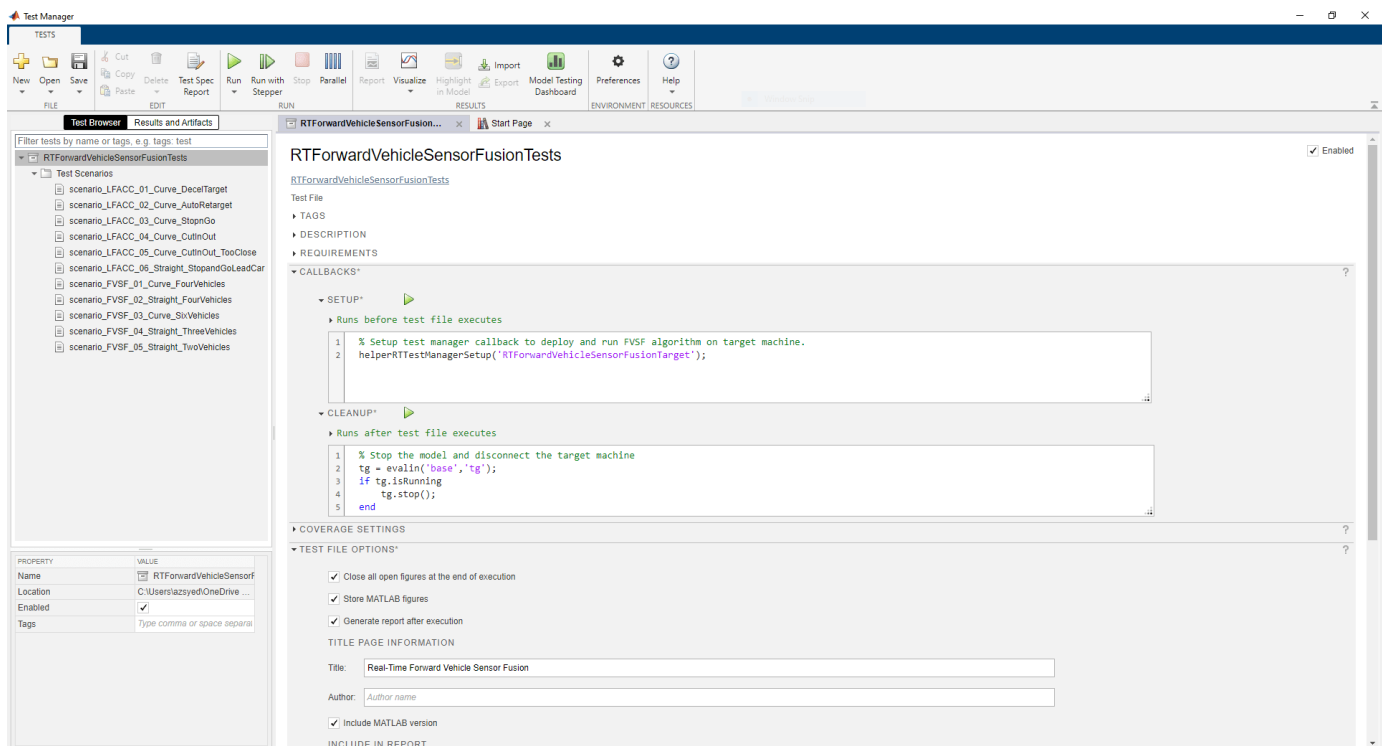 Test Manager
TESTS
New
Open
Save
Cut
Copy
Paste
Delete
Test Spec Report
Run
Run with Stepper
Stop
Parallel
Report
Visualize
Highlight in Model
Import
Export
Model Testing Dashboard
Preferences
Help
FILE
EDIT
RUN
RESULTS
ENVIRONMENT
RESOURCES
Test Browser
Results and Artifacts
Filter tests by name or tags, e.g. tags: test
RTForwardVehicleSensorFusionTests
Test Scenarios
scenario_LFACC_01_Curve_DecelTarget
scenario_LFACC_02_Curve_AutoRetarget
scenario_LFACC_03_Curve_StopnGo
scenario_LFACC_04_Curve_CutInOut
scenario_LFACC_05_Curve_CutInOut_TooClose
scenario_LFACC_06_Straight_StopandGoLeadCar
scenario_FVSF_01_Curve_FourVehicles
scenario_FVSF_02_Straight_FourVehicles
scenario_FVSF_03_Curve_SixVehicles
scenario_FVSF_04_Straight_ThreeVehicles
scenario_FVSF_05_Straight_TwoVehicles
PROPERTY VALUE
Name RTForwardVehicleSensorF
Location C:\Users\azsyed\OneDrive ...
Enabled
Tags Type comma or space separa
RTForwardVehicleSensorFusion... ×
Start Page ×
RTForwardVehicleSensorFusionTests
Enabled
RTForwardVehicleSensorFusionTests
Test File
TAGS
DESCRIPTION
REQUIREMENTS
CALLBACKS* ?
SETUP*
Runs before test file executes
1 % Setup test manager callback to deploy and run FVSF algorithm on target machine.
2 helperRTTestManagerSetup('RTForwardVehicleSensorFusionTarget');
CLEANUP*
Runs after test file executes
1 % Stop the model and disconnect the target machine
2 tg = evalin('base','tg');
3 if tg.isRunning
4 tg.stop();
5 end
COVERAGE SETTINGS ?
TEST FILE OPTIONS* ?
Close all open figures at the end of execution
Store MATLAB figures
Generate report after execution
TITLE PAGE INFORMATION
Title: Real-Time Forward Vehicle Sensor Fusion
Author: Author name
Include MATLAB version
INCLUDE IN REPORT